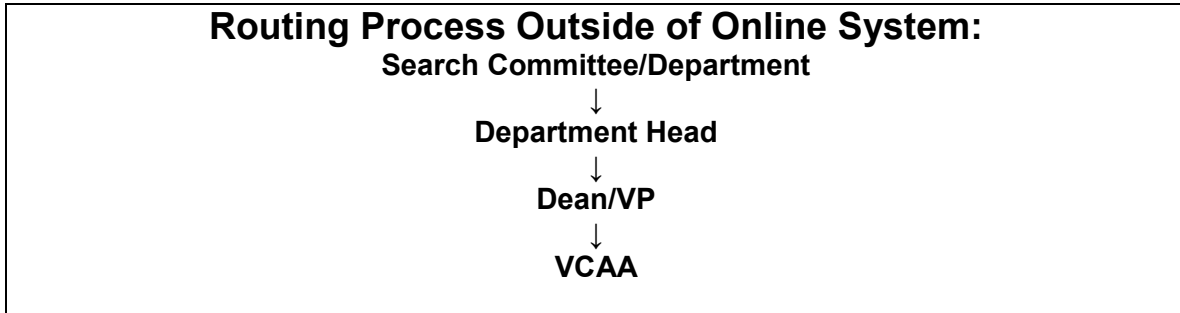 Routing Process Outside of Online System:
Search Committee/Department
↓
Department Head
↓
Dean/VP
↓
VCAA